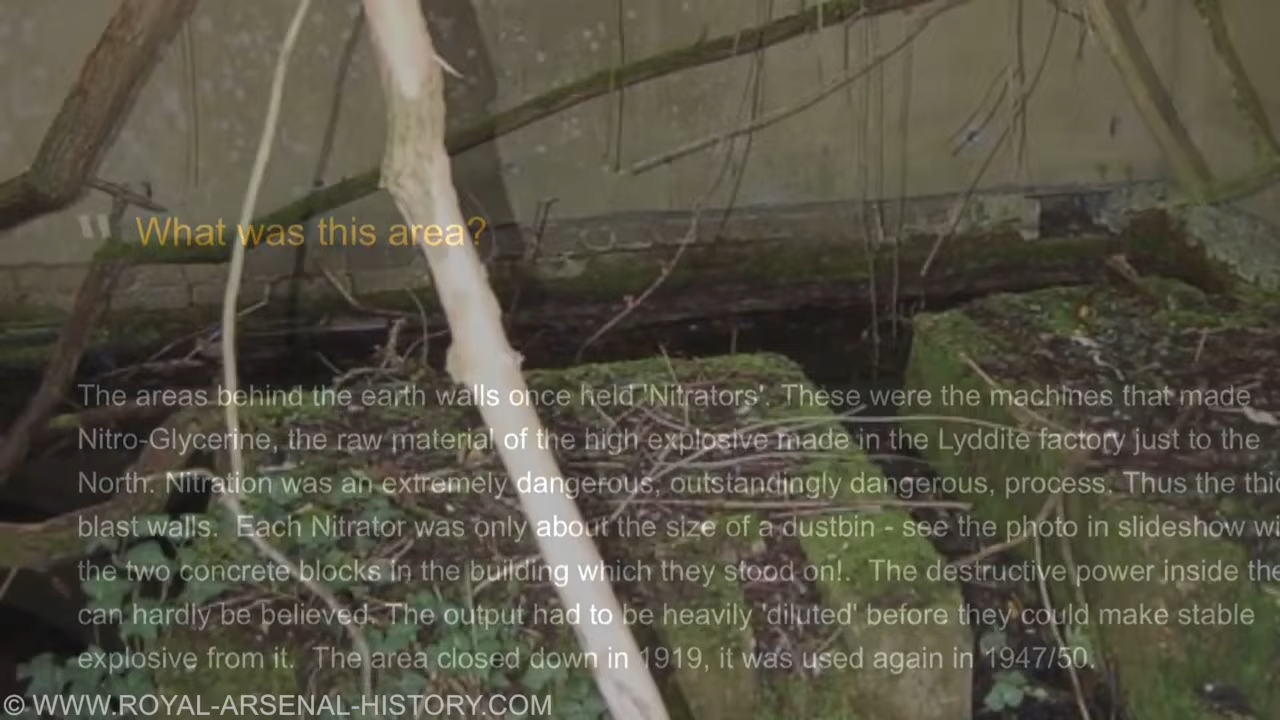 " What was this area?
The areas behind the earth walls once held 'Nitrators'. These were the machines that made
Nitro-Glycerine, the raw material of the high explosive made in the Lyddite factory just to the
North. Nitration was an extremely dangerous, outstandingly dangerous, process. Thus the
blast walls. Each Nitrator was only about the size of a dustbin - see the photo in slideshow
the two concrete blocks in the building which they stood on!. The destructive power inside
can hardly be believed. The output had to be heavily 'diluted' before they could make stable
explosive from it. The area closed down in 1919, it was used again in 1947/50.
© WWW.ROYAL-ARSENAL-HISTORY.COM